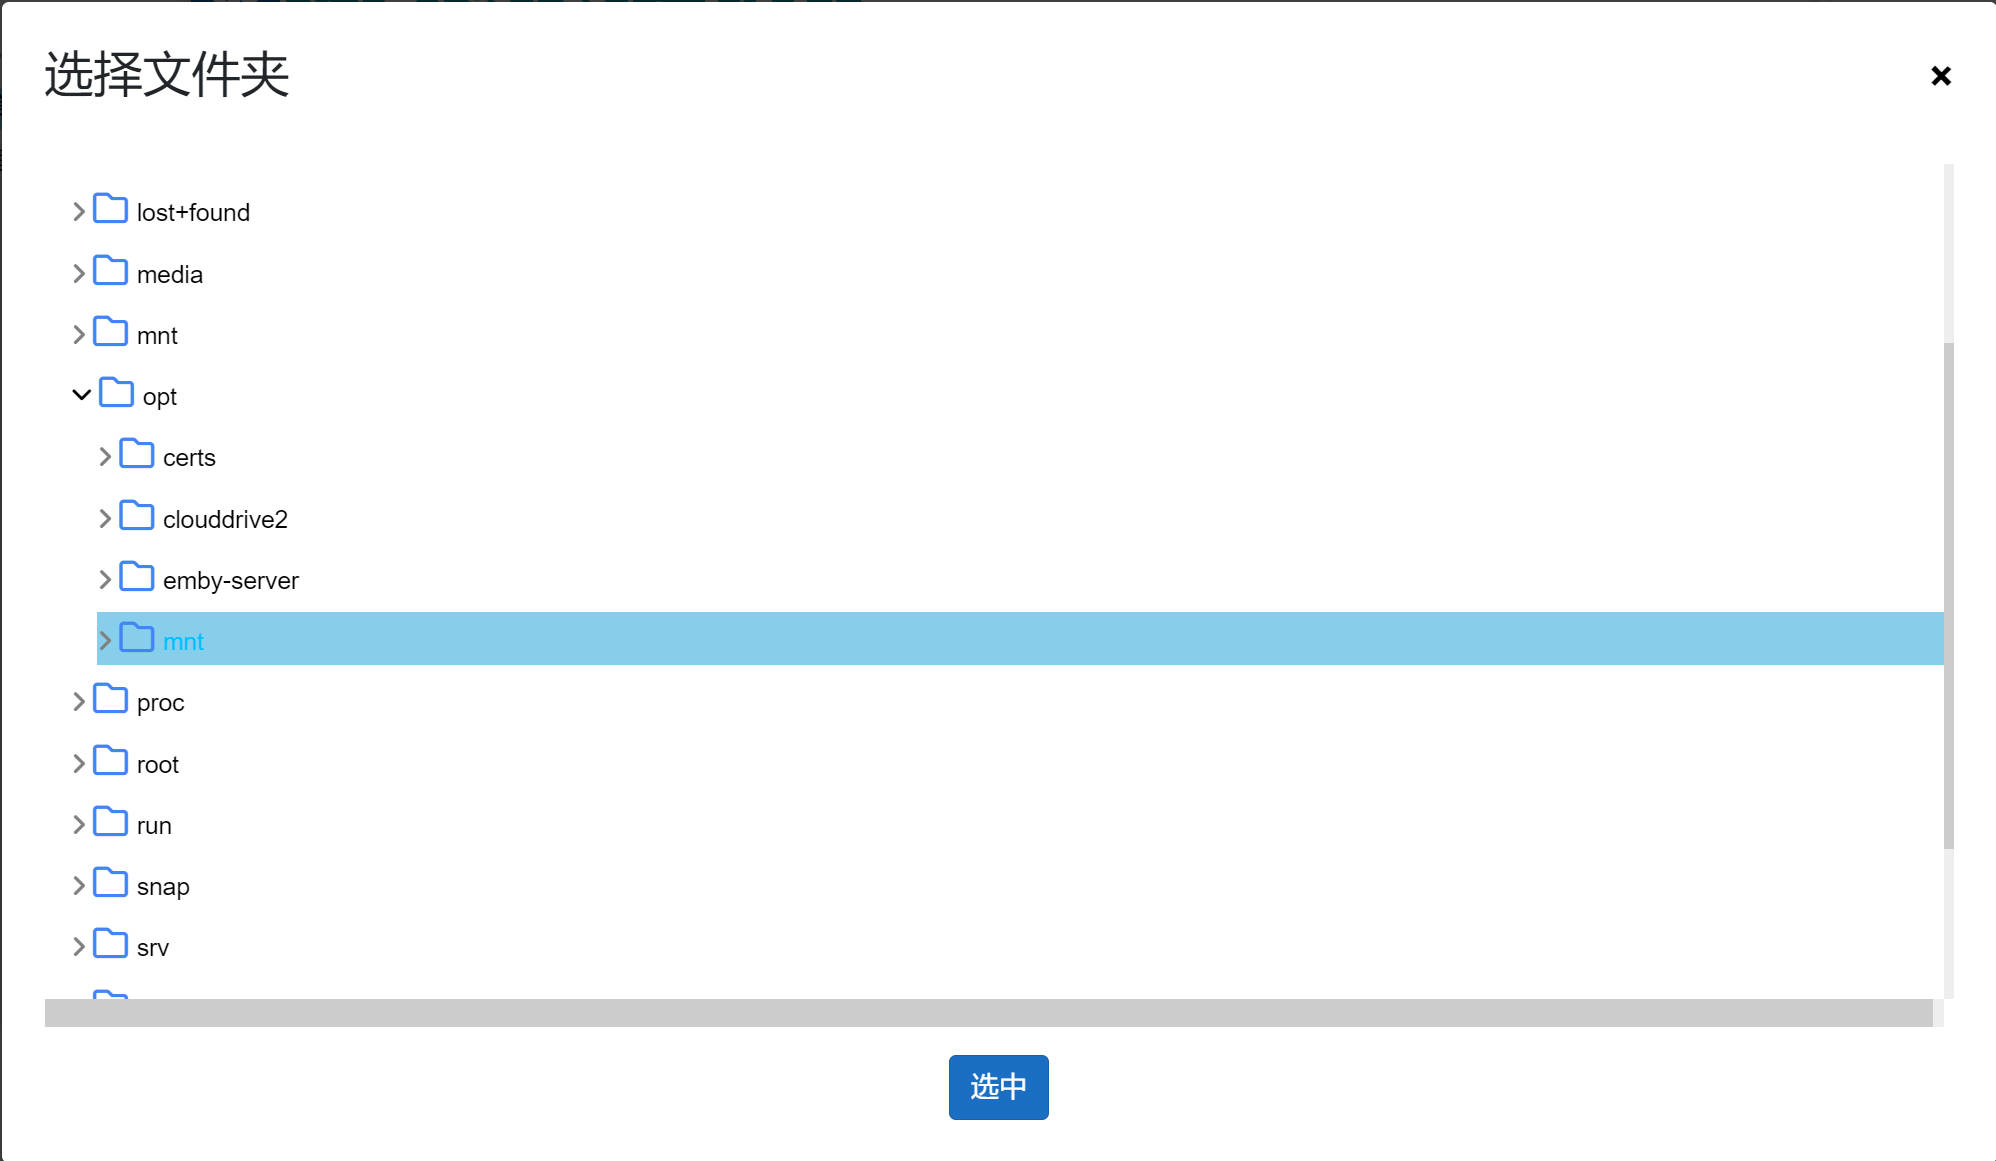 选择文件夹
lost+found
media
mnt
opt
certs
clouddrive2
emby-server
mnt
proc
root
run
snap
srv
选中